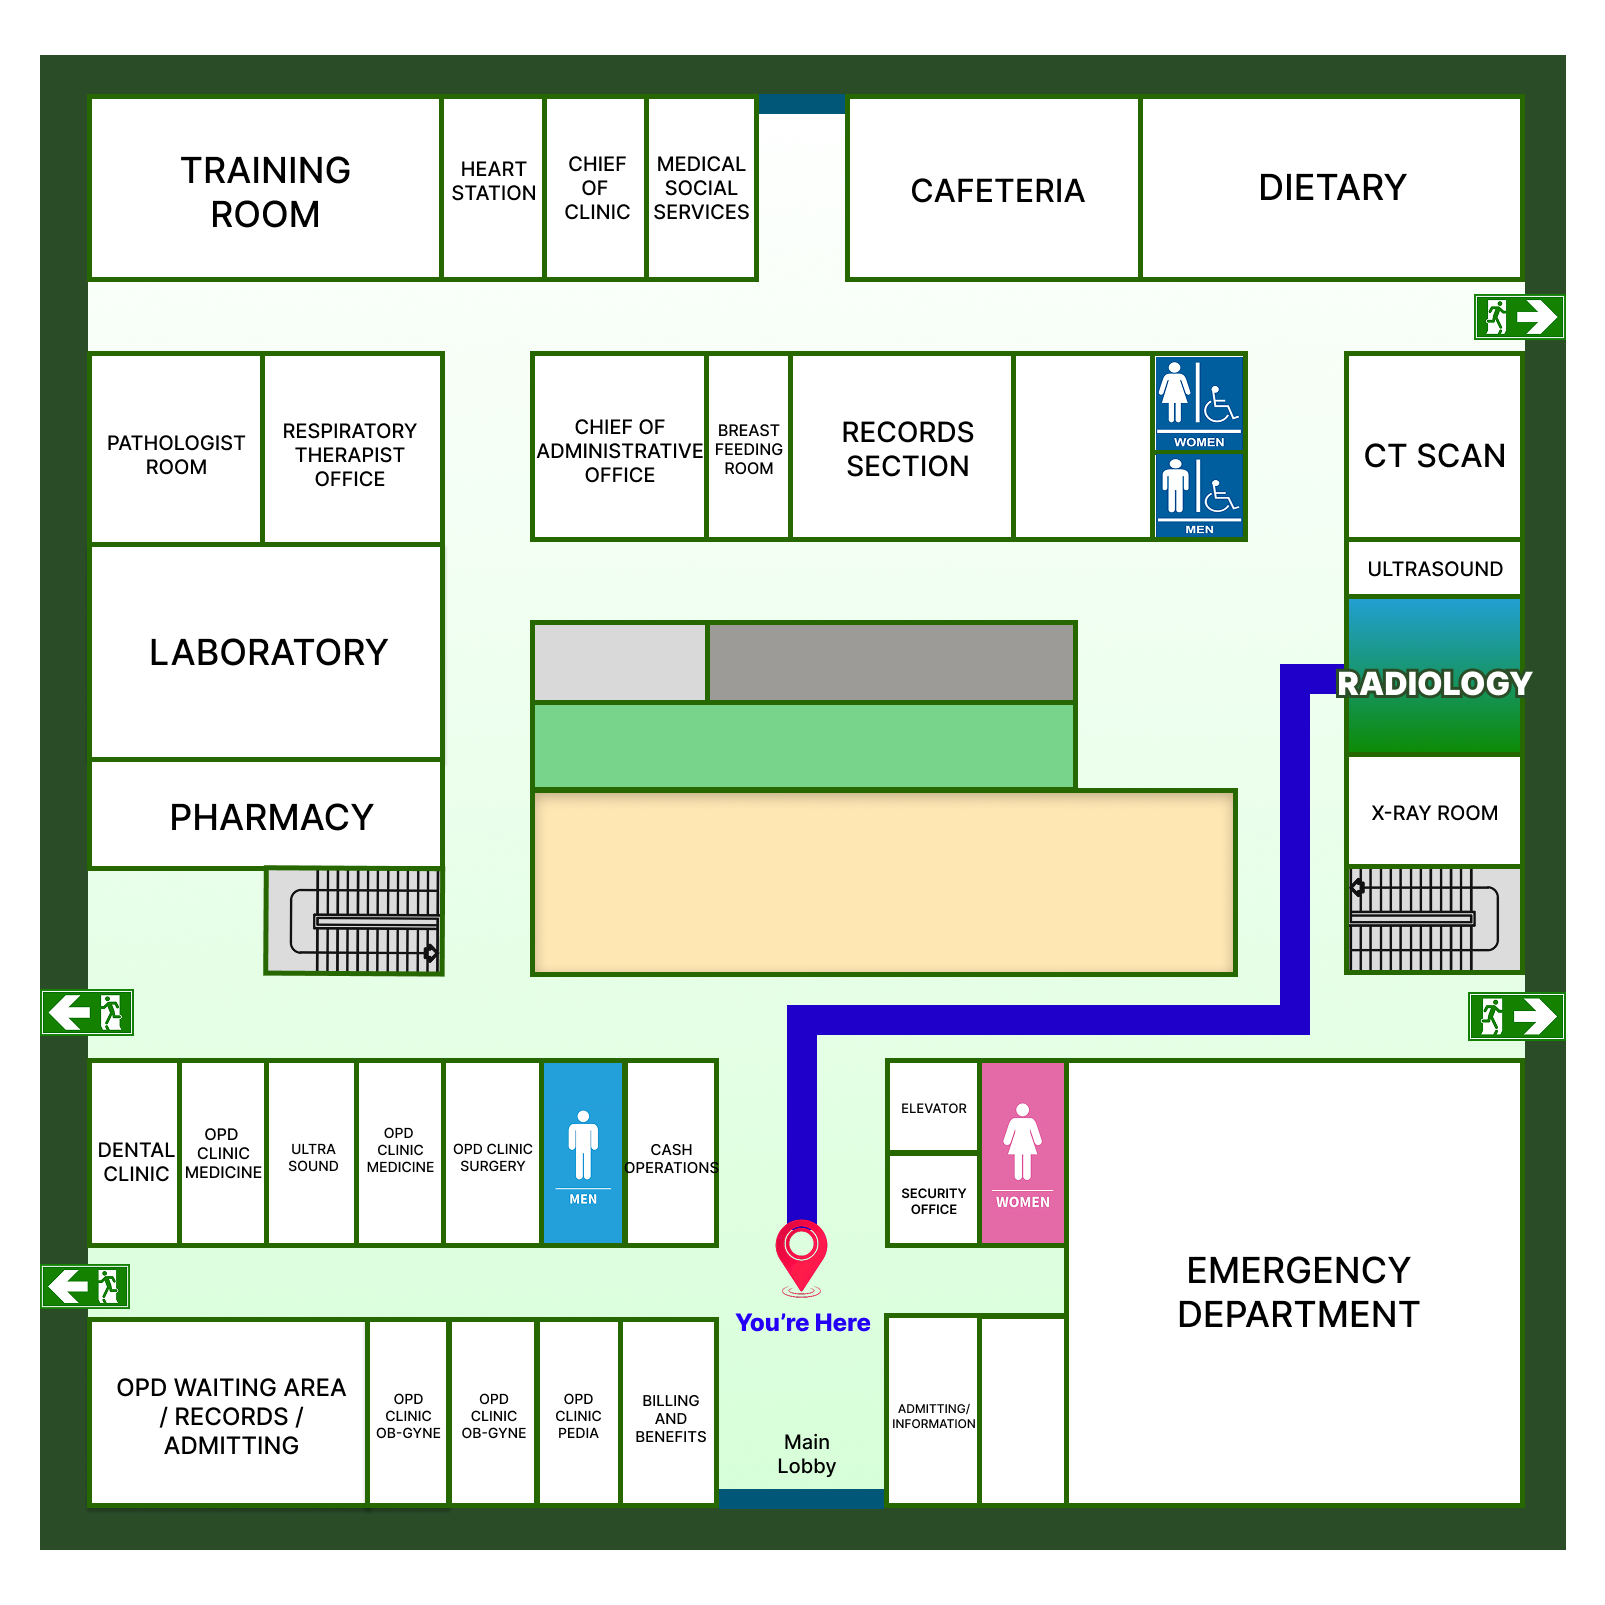 TRAINING
ROOM
HEART
STATION
CHIEF
OF
CLINIC
MEDICAL
SOCIAL
SERVICES
CAFETERIA
DIETARY
PATHOLOGIST
ROOM
RESPIRATORY
THERAPIST
OFFICE
CHIEF OF
ADMINISTRATIVE
OFFICE
BREAST
FEEDING
ROOM
RECORDS
SECTION
WOMEN
MEN
CT SCAN
ULTRASOUND
LABORATORY
RADIOLOGY
PHARMACY
X-RAY ROOM
DENTAL
CLINIC
OPD
CLINIC
MEDICINE
ULTRA
SOUND
OPD
CLINIC
MEDICINE
OPD CLINIC
SURGERY
MEN
CASH
OPERATIONS
ELEVATOR
SECURITY
OFFICE
WOMEN
EMERGENCY
DEPARTMENT
You're Here
OPD WAITING AREA
/ RECORDS /
ADMITTING
OPD
CLINIC
OB-GYNE
OPD
CLINIC
OB-GYNE
OPD
CLINIC
PEDIA
BILLING
AND
BENEFITS
Main
Lobby
ADMITTING/
INFORMATION